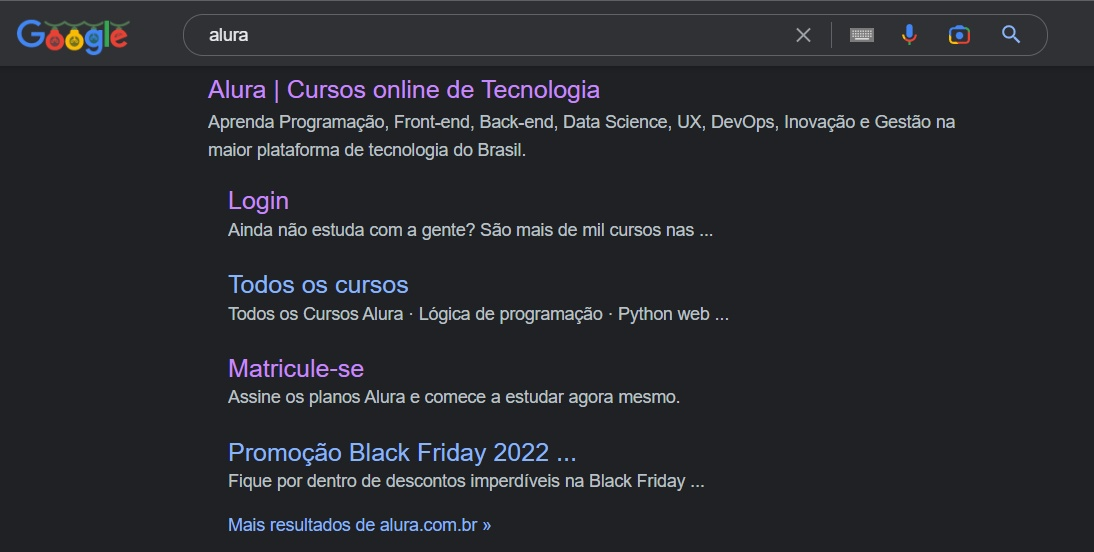 Google
alura
Alura | Cursos online de Tecnologia
Aprenda Programação, Front-end, Back-end, Data Science, UX, DevOps, Inovação e Gestão na
maior plataforma de tecnologia do Brasil.
Login
Ainda não estuda com a gente? São mais de mil cursos nas ...
Todos os cursos
Todos os Cursos Alura · Lógica de programação · Python web ...
Matricule-se
Assine os planos Alura e comece a estudar agora mesmo.
Promoção Black Friday 2022 ...
Fique por dentro de descontos imperdíveis na Black Friday ...
Mais resultados de alura.com.br »